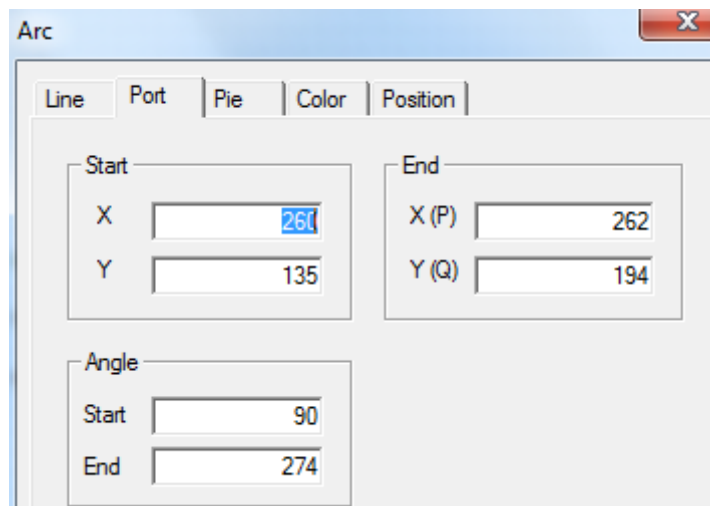 Arc
X
Line Port Pie Color Position
Start End
X 260 X (P) 262
Y 135 Y (Q) 194
Angle
Start 90
End 274